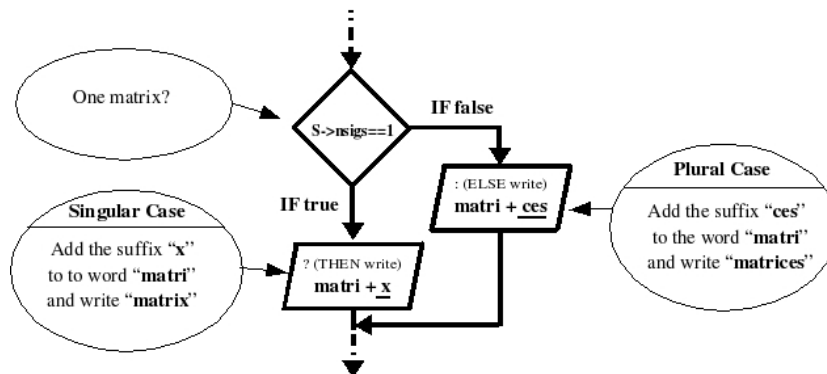 One matrix?
S->nsigs==1
IF false
IF true
: (ELSE write)
matri + ces
Plural Case
Add the suffix “ces”
to the word “matri”
and write “matrices”
Singular Case
Add the suffix “x”
to to word “matri”
and write “matrix”
? (THEN write)
matri + x